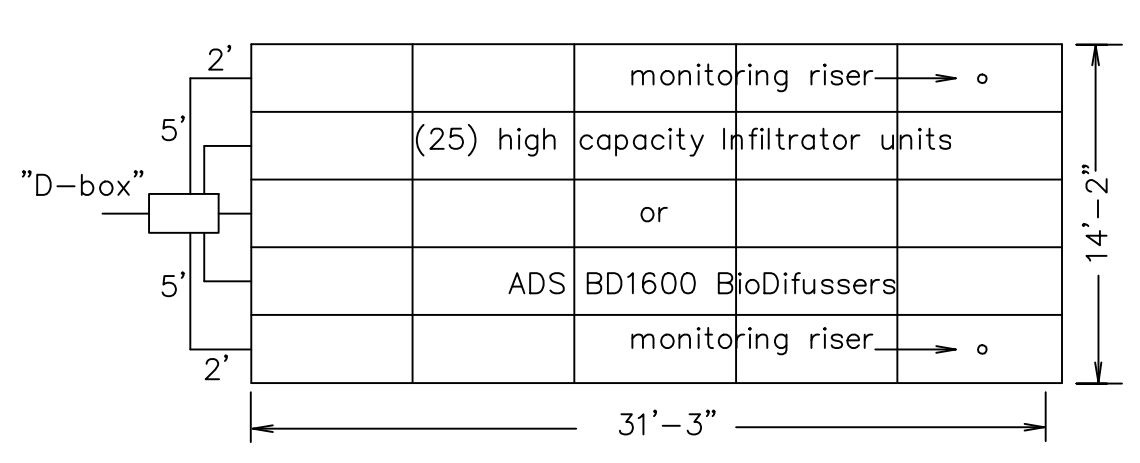 2'
monitoring riser
5'
(25) high capacity Infiltrator units
"D-box"
or
14'-2"
5'
ADS BD1600 BioDifussers
monitoring riser
2'
31'-3"